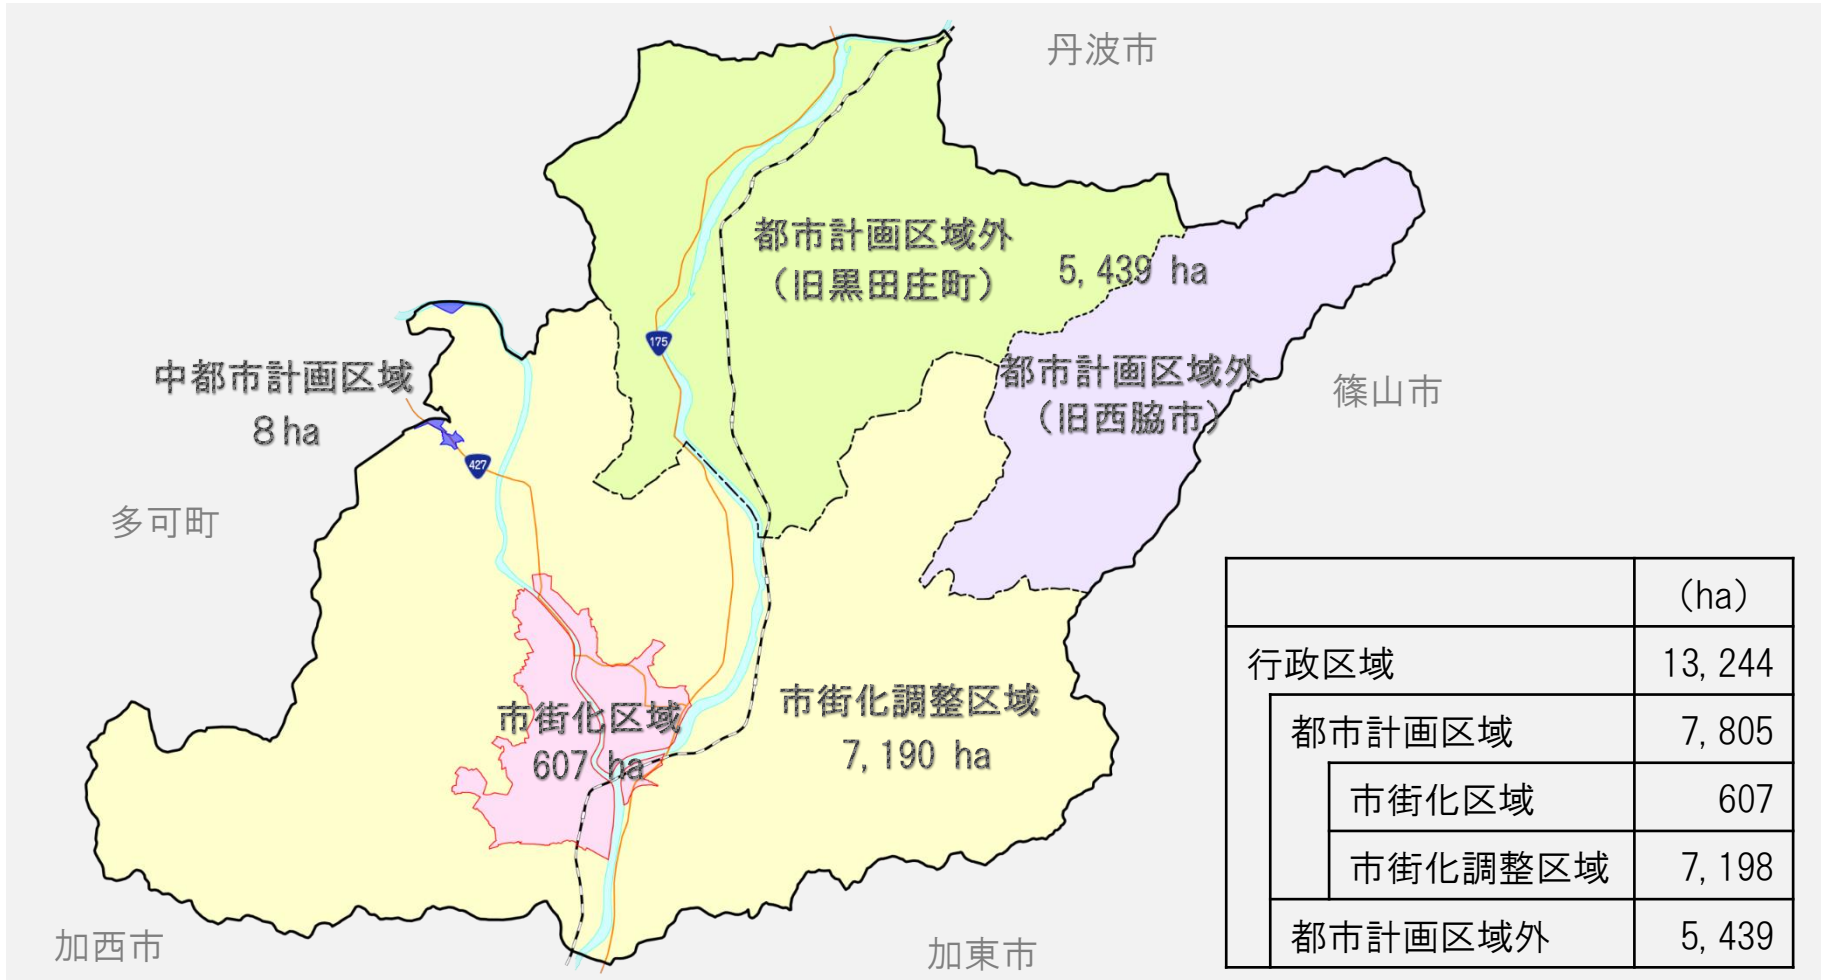 丹波市
都市計画区域外
（旧黒田庄町）
5,439 ha
175
中都市計画区域
8ha
都市計画区域外
（旧西脇市）
篠山市
427
多可町
市街化区域
607 ha
市街化調整区域
7,190 ha
加西市
加東市
（ha）
行政区域 13,244
都市計画区域 7,805
市街化区域 607
市街化調整区域 7,198
都市計画区域外 5,439